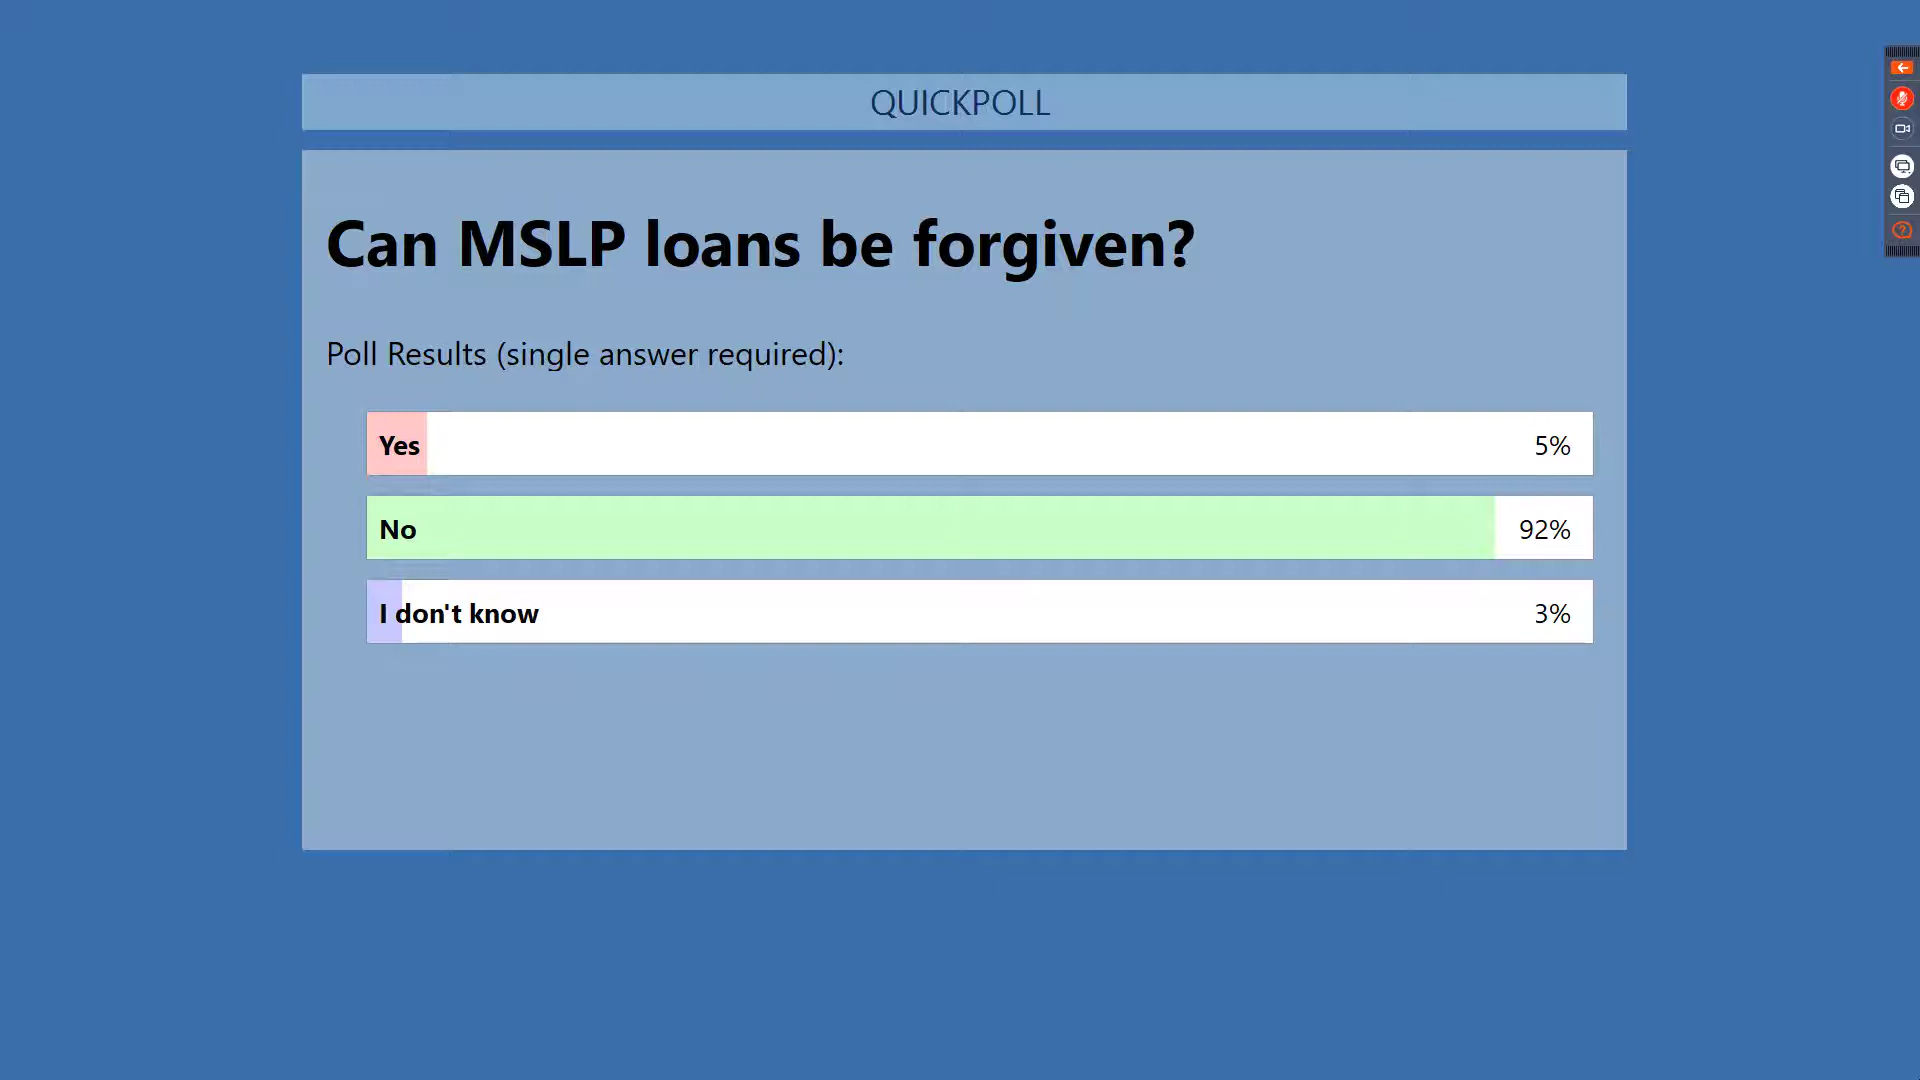 QUICKPOLL
Can MSLP loans be forgiven?
Poll Results (single answer required):
Yes 5%
No 92%
I don't know 3%